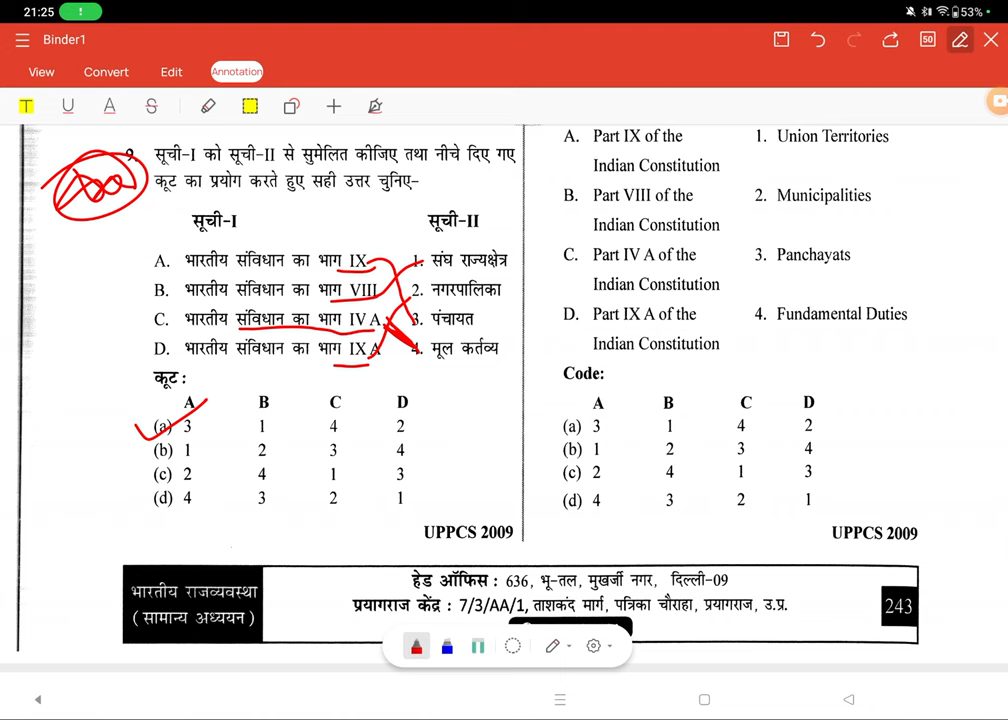 21:25
53%
Binder1
50
View Convert Edit Annotation
T U A S
9. सूची-I को सूची-II से सुमेलित कीजिए तथा नीचे दिए गए
कूट का प्रयोग करते हुए सही उत्तर चुनिए-
सूची-I सूची-II
A. भारतीय संविधान का भाग IX 1. संघ राज्यक्षेत्र
B. भारतीय संविधान का भाग VIII 2. नगरपालिका
C. भारतीय संविधान का भाग IV A 3. पंचायत
D. भारतीय संविधान का भाग IX A 4. मूल कर्तव्य
कूट :
A B C D
(a) 3 1 4 2
(b) 1 2 3 4
(c) 2 4 1 3
(d) 4 3 2 1
UPPCS 2009
A. Part IX of the 1. Union Territories
Indian Constitution
B. Part VIII of the 2. Municipalities
Indian Constitution
C. Part IV A of the 3. Panchayats
Indian Constitution
D. Part IX A of the 4. Fundamental Duties
Indian Constitution
Code:
A B C D
(a) 3 1 4 2
(b) 1 2 3 4
(c) 2 4 1 3
(d) 4 3 2 1
UPPCS 2009
भारतीय राजव्यवस्था
( सामान्य अध्ययन )
हेड ऑफिस : 636, भू-तल, मुखर्जी नगर, दिल्ली-09
प्रयागराज केंद्र : 7/3/AA/1, ताशकंद मार्ग, पत्रिका चौराहा, प्रयागराज, उ.प्र.
243